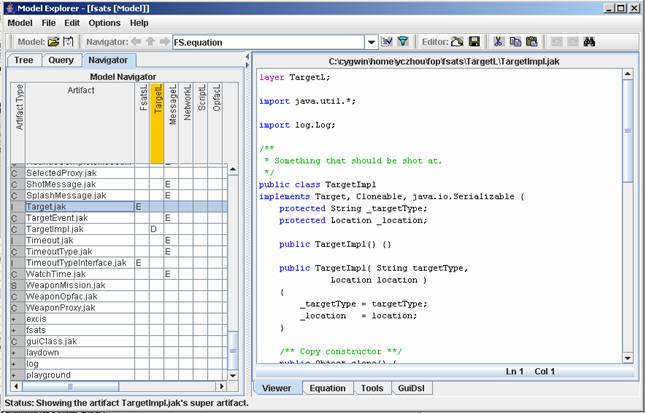 Model Explorer - [fsats [Model]]
Model File Edit Options Help
Model: Navigator: FS.equation Editor:
Tree Query Navigator
Model Navigator
Artifact Type Artifact FsatsL TargetL MessageL NetworkL ScriptL OpfacL
E
C SelectedProxy.jak
C ShotMessage.jak E
C SplashMessage.jak E
I Target.jak E
C TargetEvent.jak E
C TargetImpl.jak D
I Timeout.jak E
C TimeoutType.jak E
I TimeoutTypeInterface.jak E
C WatchTime.jak E
S WeaponMission.jak
C WeaponOpfac.jak
C WeaponProxy.jak
+ excis
+ fsats
C guiClass.jak
+ laydown
+ log
+ playground
C:\cygwin\home\yczhou\fop\fsats\TargetL\TargetImpl.jak
layer TargetL;
import java.util.*;
import log.Log;
/**
* Something that should be shot at.
*/
public class TargetImpl
implements Target, Cloneable, java.io.Serializable {
protected String _targetType;
protected Location _location;
public TargetImpl() {}
public TargetImpl( String targetType,
Location location )
{
_targetType = targetType;
_location = location;
}
/** Copy constructor **/
public Object clone() {
Ln 1 Col 1
Viewer Equation Tools GuiDsl
Status: Showing the artifact TargetImpl.jak's super artifact.